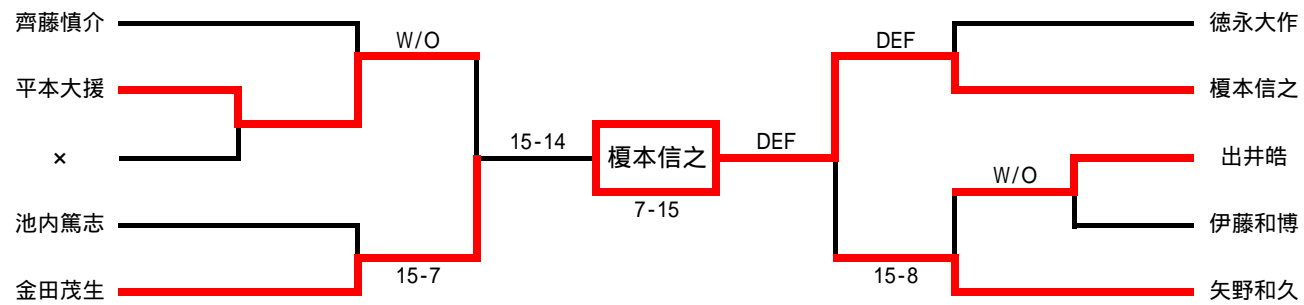 齊藤慎介
W/O
DEF
徳永大作
平本大援
榎本信之
15-14
榎本信之
DEF
×
出井皓
W/O
7-15
池内篤志
伊藤和博
15-7
15-8
金田茂生
矢野和久